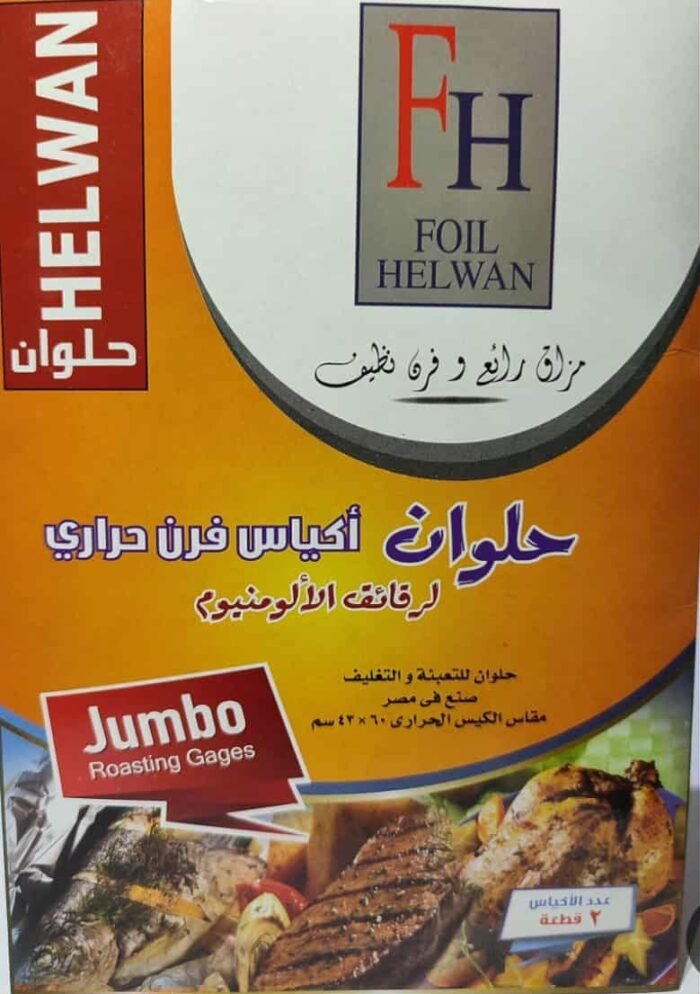 HELWAN
حلوان
FH
FOIL
HELWAN
مزاق رائع و فرن نظيف
حلوان أكياس فرن حراري
لرقائق الألومنيوم
حلوان للتعبئة و التغليف
صنع فى مصر
مقاس الكيس الحرارى ٦٠×٤٣ سم
Jumbo
Roasting Gages
عدد الأكياس
٢ قطعة